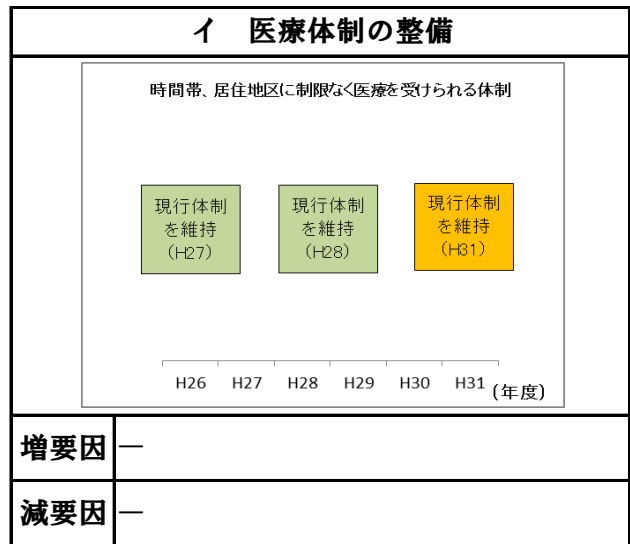 イ 医療体制の整備
時間帯、居住地区に制限なく医療を受けられる体制
現行体制
を維持
(H27)
現行体制
を維持
(H28)
現行体制
を維持
(H31)
H26 H27 H28 H29 H30 H31 (年度)
増要因 ―
減要因 ―